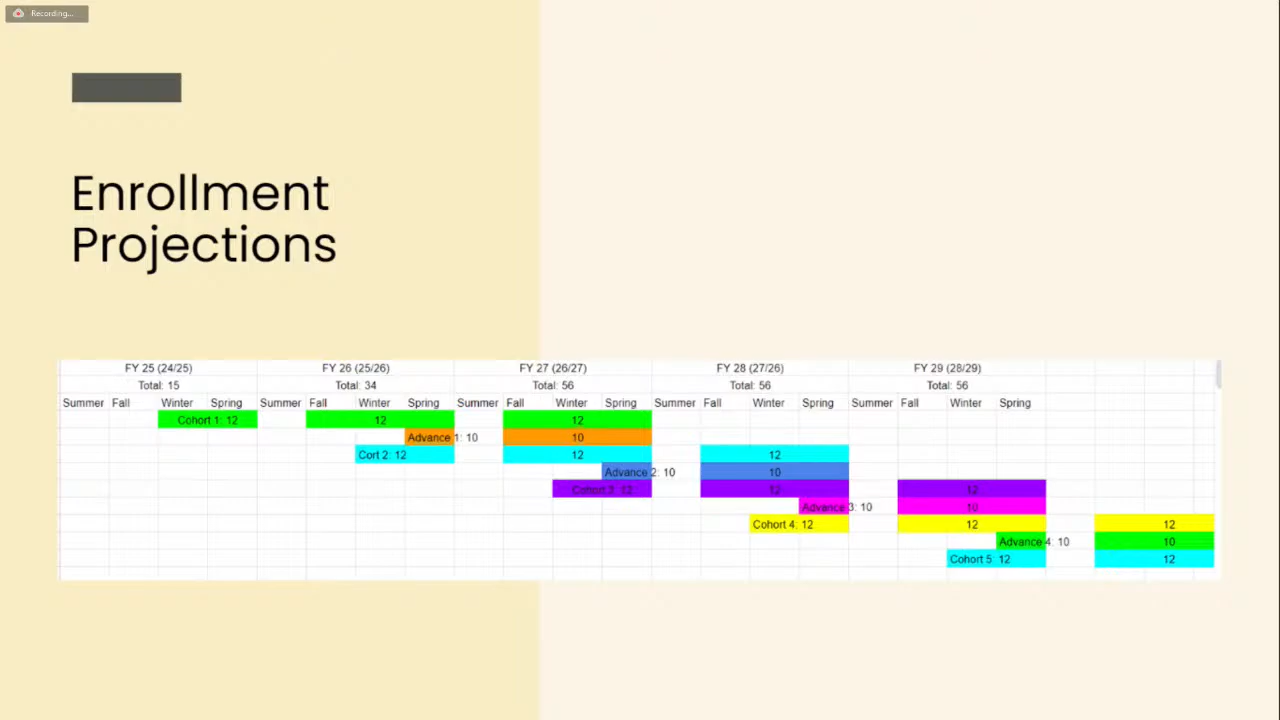 Recording...
Enrollment
Projections
FY 25 (24/25) FY 26 (25/26) FY 27 (26/27) FY 28 (27/26) FY 29 (28/29)
Total: 15 Total: 34 Total: 56 Total: 56 Total: 56
Summer Fall Winter Spring Summer Fall Winter Spring Summer Fall Winter Spring Summer Fall Winter Spring Summer Fall Winter Spring
Cohort 1: 12 12 12
Advance 1: 10 10
Cort 2: 12 12 12
Advance 2: 10 10
Cohort 3: 12 12 12
Advance 3: 10 10
Cohort 4: 12 12 12
Advance 4: 10 10
Cohort 5: 12 12